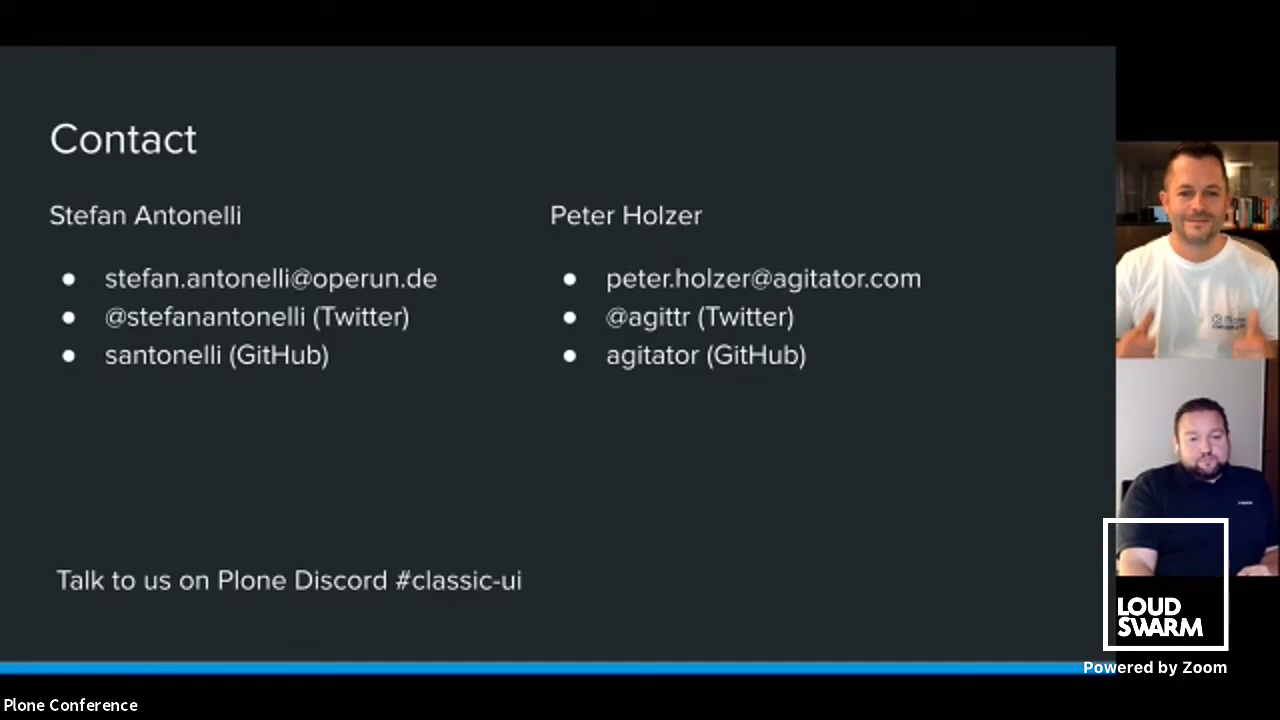 Contact
Stefan Antonelli
stefan.antonelli@operun.de
@stefanantonelli (Twitter)
santonelli (GitHub)
Peter Holzer
peter.holzer@agitator.com
@agittr (Twitter)
agitator (GitHub)
Talk to us on Plone Discord #classic-ui
LOUD
SWARM
Powered by Zoom
Plone Conference